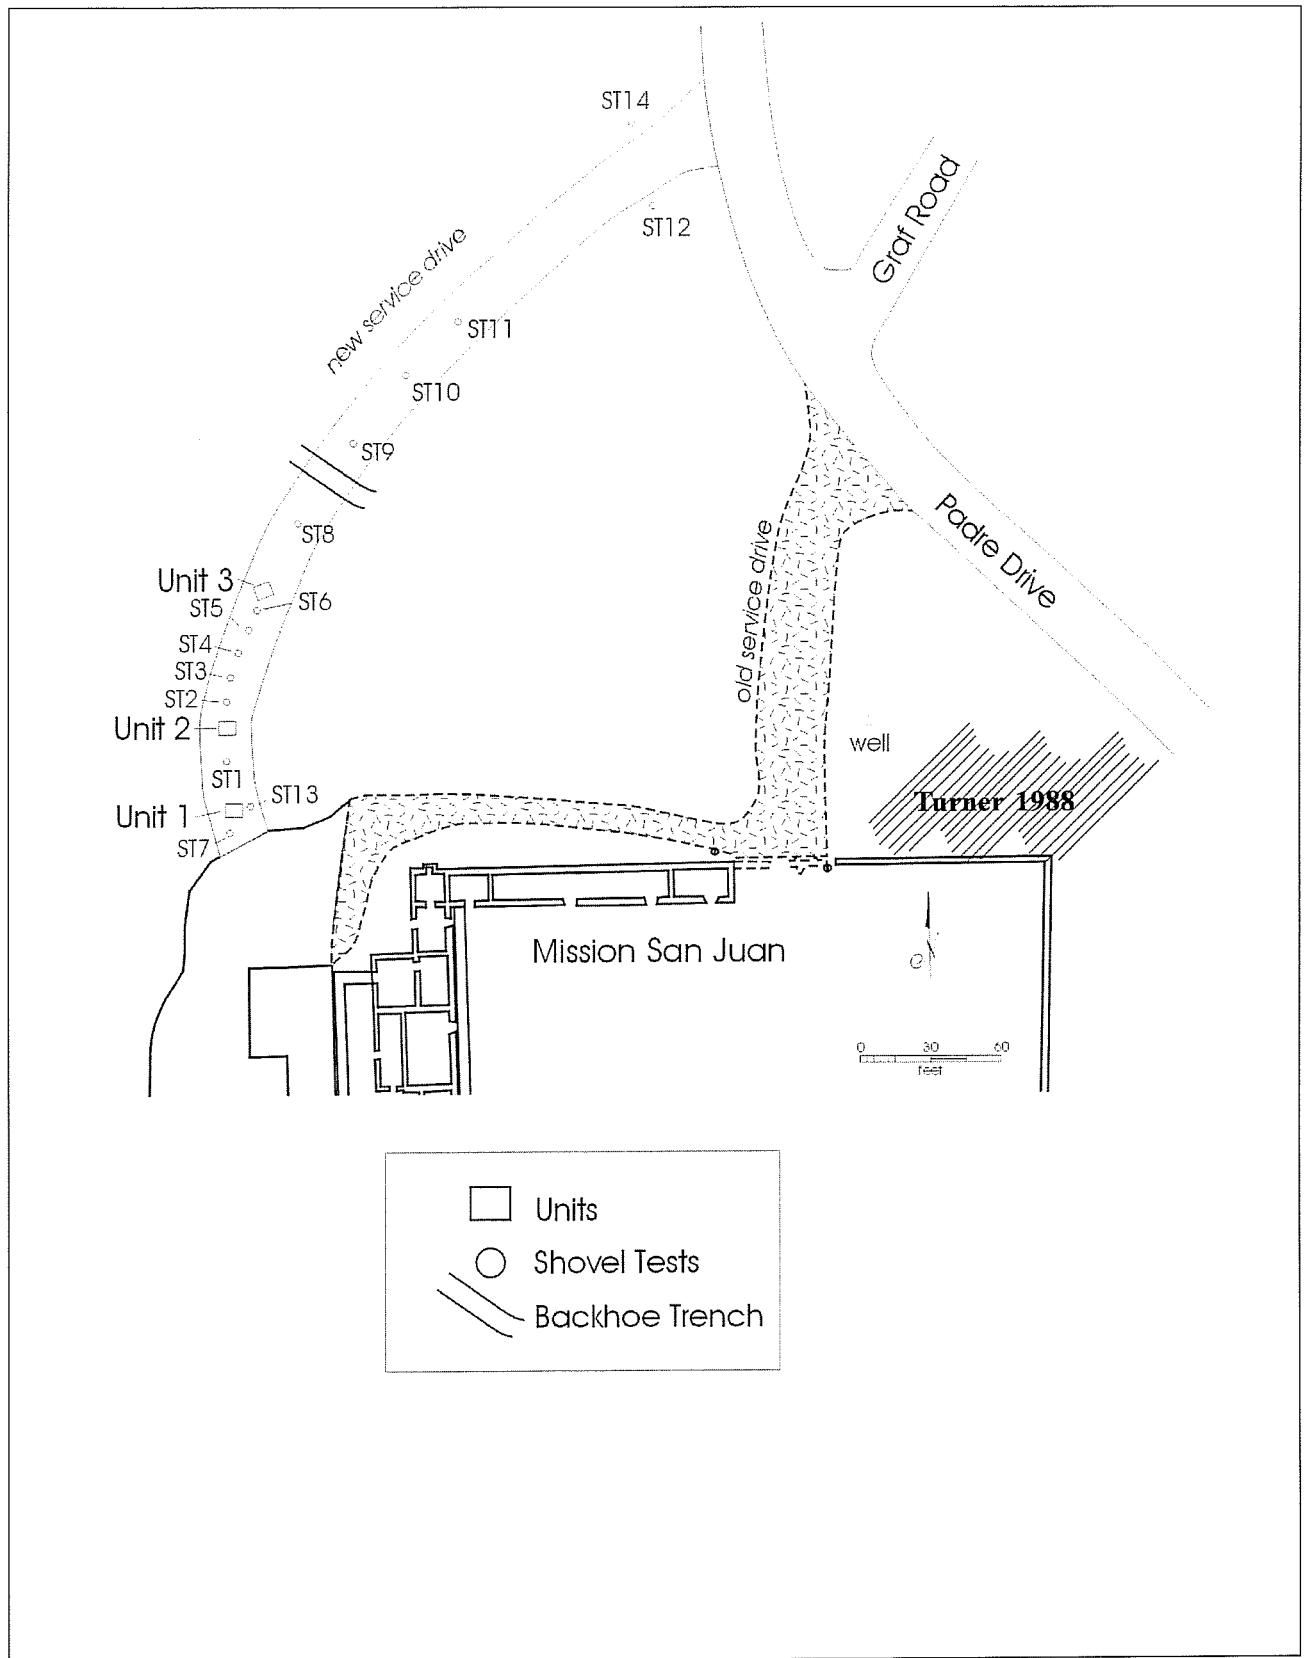 ST14
Graf Road
ST12
new service drive
ST11
ST10
ST9
Padre Drive
ST8
old service drive
Unit 3
ST5
ST6
ST4
ST3
ST2
Unit 2
well
ST1
ST13
Turner 1988
Unit 1
ST7
Mission San Juan
0 30 60
feet
Units
Shovel Tests
Backhoe Trench